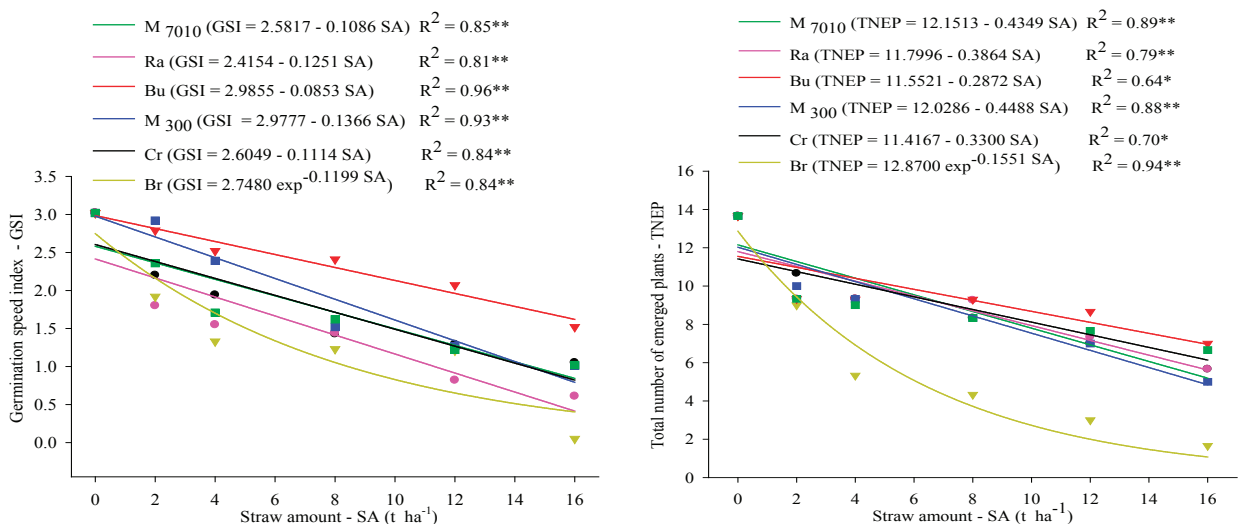 M 7010 (GSI = 2.5817 - 0.1086 SA) R2 = 0.85**
Ra (GSI = 2.4154 - 0.1251 SA) R2 = 0.81**
Bu (GSI = 2.9855 - 0.0853 SA) R2 = 0.96**
M 300 (GSI = 2.9777 - 0.1366 SA) R2 = 0.93**
Cr (GSI = 2.6049 - 0.1114 SA) R2 = 0.84**
Br (GSI = 2.7480 exp-0.1199 SA) R2 = 0.84**
Germination speed index - GSI
3.5
3.0
2.5
2.0
1.5
1.0
0.5
0.0
0 2 4 6 8 10 12 14 16
Straw amount - SA (t ha-1)
M 7010 (TNEP = 12.1513 - 0.4349 SA) R2 = 0.89**
Ra (TNEP = 11.7996 - 0.3864 SA) R2 = 0.79**
Bu (TNEP = 11.5521 - 0.2872 SA) R2 = 0.64*
M 300 (TNEP = 12.0286 - 0.4488 SA) R2 = 0.88**
Cr (TNEP = 11.4167 - 0.3300 SA) R2 = 0.70*
Br (TNEP = 12.8700 exp-0.1551 SA) R2 = 0.94**
Total number of emerged plants - TNEP
16
14
12
10
8
6
4
2
0
0 2 4 6 8 10 12 14 16
Straw amount - SA (t ha-1)